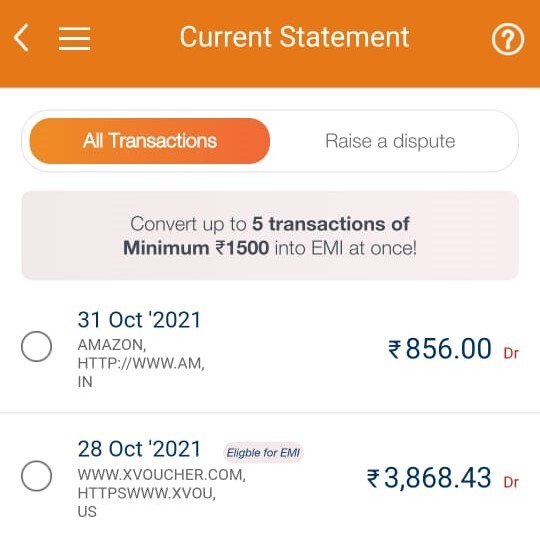 Current Statement
All Transactions
Raise a dispute
Convert up to 5 transactions of
Minimum ₹1500 into EMI at once!
31 Oct '2021
AMAZON,
HTTP://WWW.AM,
IN
₹856.00 Dr
28 Oct '2021 Eligble for EMI
WWW.XVOUCHER.COM,
HTTPSWWW.XVOU,
US
₹3,868.43 Dr